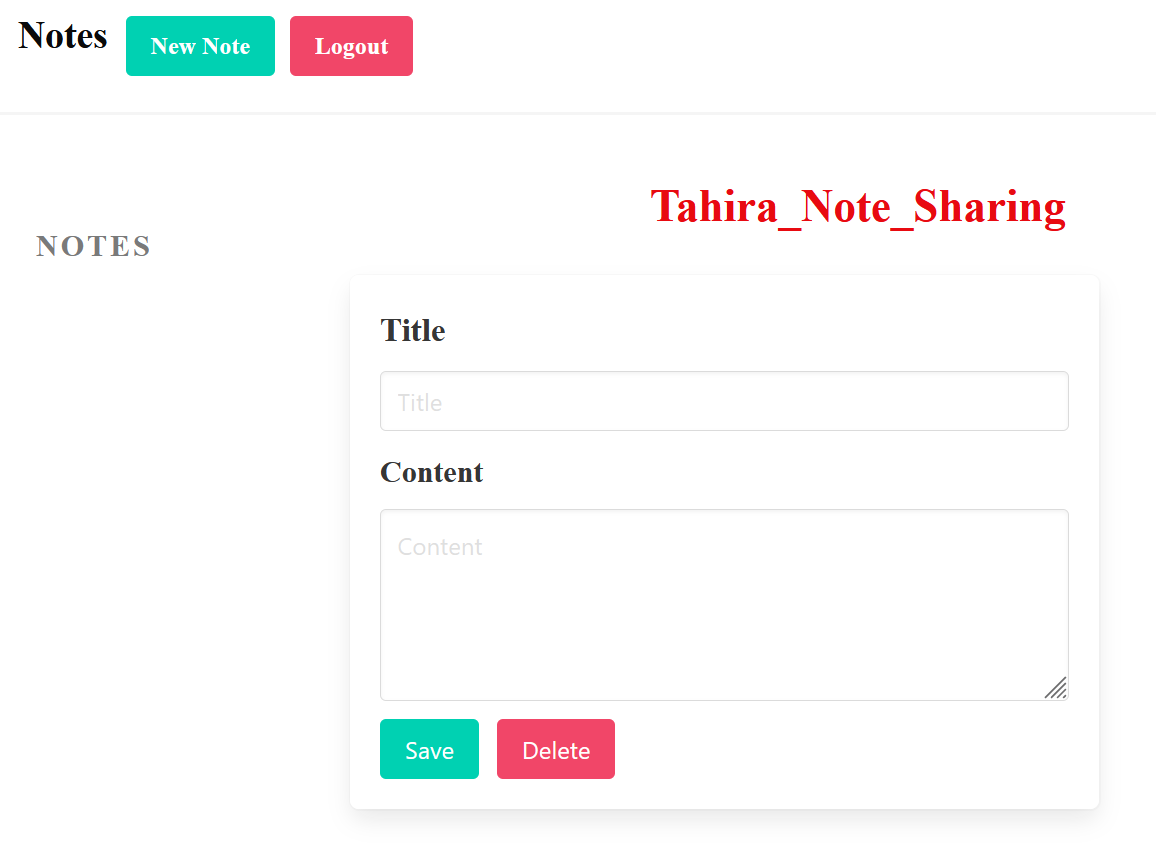 Notes New Note Logout
Tahira_Note_Sharing
NOTES
Title
Title
Content
Content
Save Delete